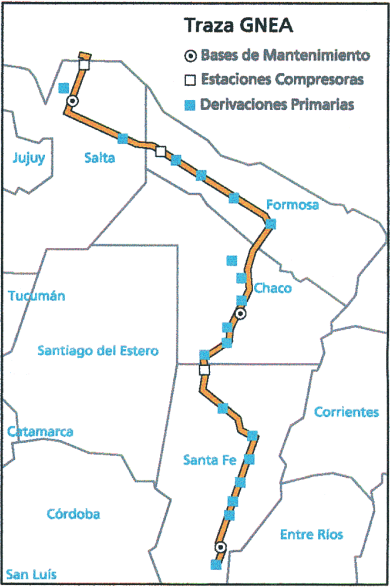 Traza GNEA
Bases de Mantenimiento
Estaciones Compresoras
Derivaciones Primarias
Jujuy
Salta
Formosa
Chaco
Tucumán
Santiago del Estero
Corrientes
Catamarca
Santa Fe
Córdoba
Entre Ríos
San Luís